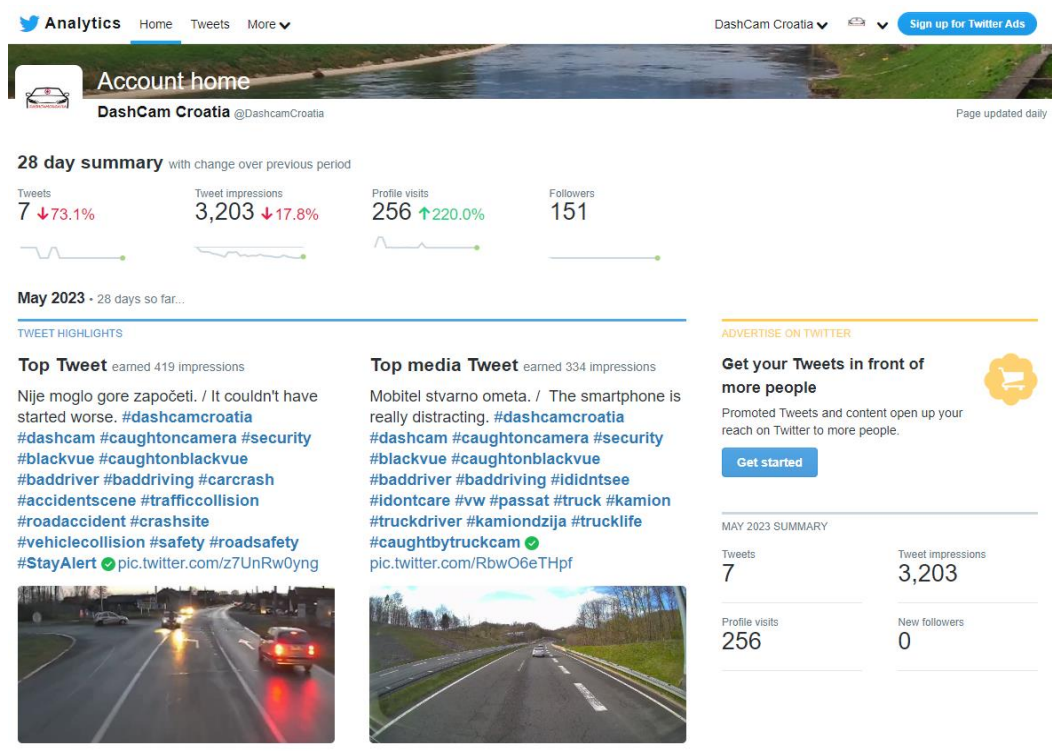 Analytics Home Tweets More
DashCam Croatia
Sign up for Twitter Ads
Account home
DashCam Croatia @DashcamCroatia
Page updated daily
28 day summary with change over previous period
Tweets
7 73.1%
Tweet impressions
3,203 17.8%
Profile visits
256 220.0%
Followers
151
May 2023 • 28 days so far...
TWEET HIGHLIGHTS
Top Tweet earned 419 impressions
Nije moglo gore započeti. / It couldn't have
started worse. #dashcamcroatia
#dashcam #caughtoncamera #security
#blackvue #caughtonblackvue
#baddriver #baddriving #carcrash
#accidentscene #trafficcollision
#roadaccident #crashsite
#vehiclecollision #safety #roadsafety
#StayAlert pic.twitter.com/z7UnRw0yng
Top media Tweet earned 334 impressions
Mobitel stvarno ometa. / The smartphone is
really distracting. #dashcamcroatia
#dashcam #caughtoncamera #security
#blackvue #caughtonblackvue
#baddriver #baddriving #ididntsee
#idontcare #vw #passat #truck #kamion
#truckdriver #kamiondzija #trucklife
#caughtbytruckcam
pic.twitter.com/RbwO6eTHpf
ADVERTISE ON TWITTER
Get your Tweets in front of
more people
Promoted Tweets and content open up your
reach on Twitter to more people.
Get started
MAY 2023 SUMMARY
Tweets
7
Tweet impressions
3,203
Profile visits
256
New followers
0